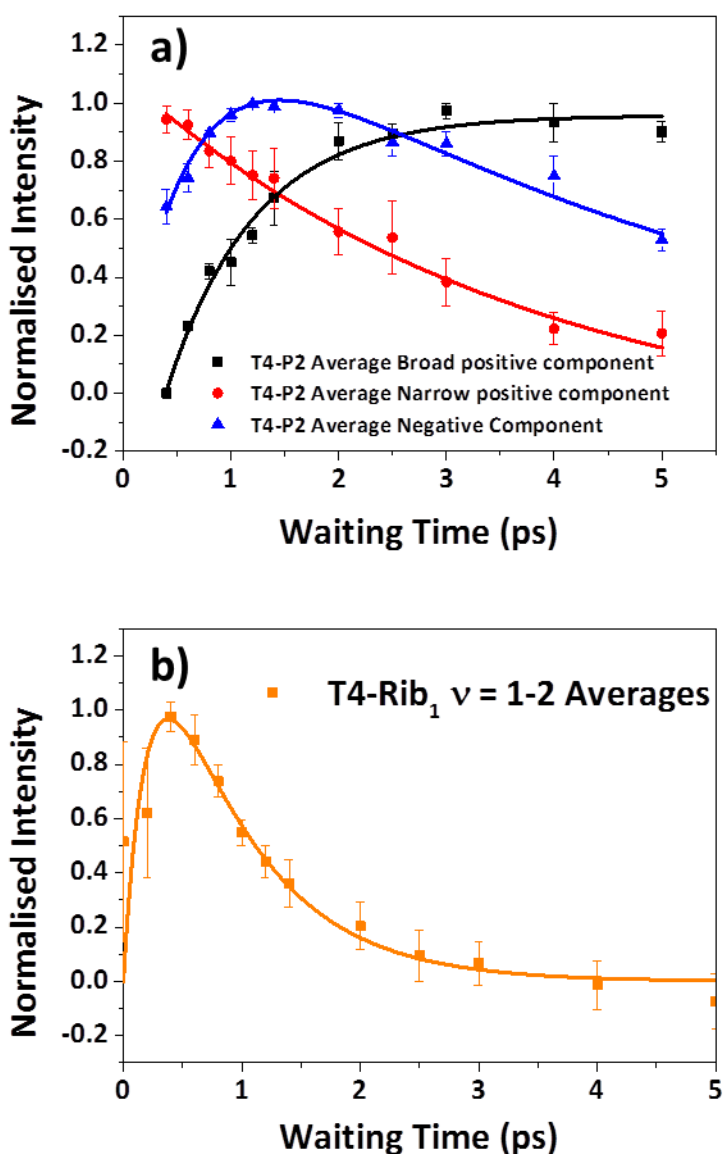 a)
1.2
1.0
0.8
0.6
0.4
0.2
0.0
-0.2
Normalised Intensity
T4-P2 Average Broad positive component
T4-P2 Average Narrow positive component
T4-P2 Average Negative Component
0 1 2 3 4 5
Waiting Time (ps)
b)
T4-Rib1 ν = 1-2 Averages
1.2
1.0
0.8
0.6
0.4
0.2
0.0
-0.2
Normalised Intensity
0 1 2 3 4 5
Waiting Time (ps)